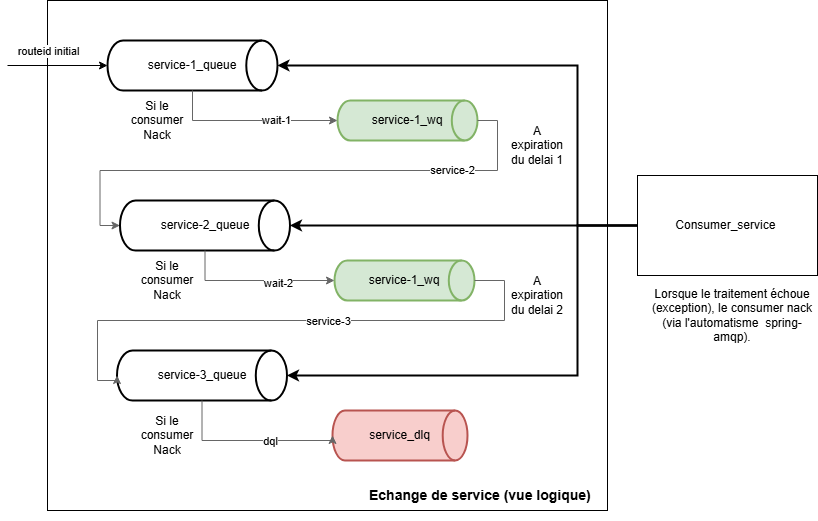 routeid initial
service-1_queue
Si le
consumer
Nack
wait-1
service-1_wq
A
expiration
du delai 1
service-2
service-2_queue
Consumer_service
Si le
consumer
Nack
wait-2
service-1_wq
A
expiration
du delai 2
Lorsque le traitement échoue
(exception), le consumer nack
(via l'automatisme spring-
amqp).
service-3
service-3_queue
Si le
consumer
Nack
dql
service_dlq
Echange de service (vue logique)